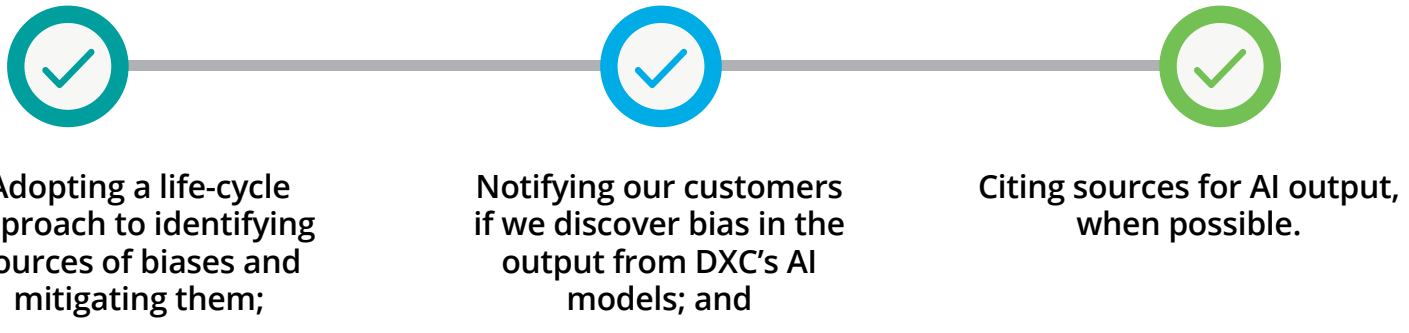 Adopting a life-cycle
proach to identifying
ources of biases and
mitigating them;
Notifying our customers
if we discover bias in the
output from DXC's AI
models; and
Citing sources for AI output,
when possible.